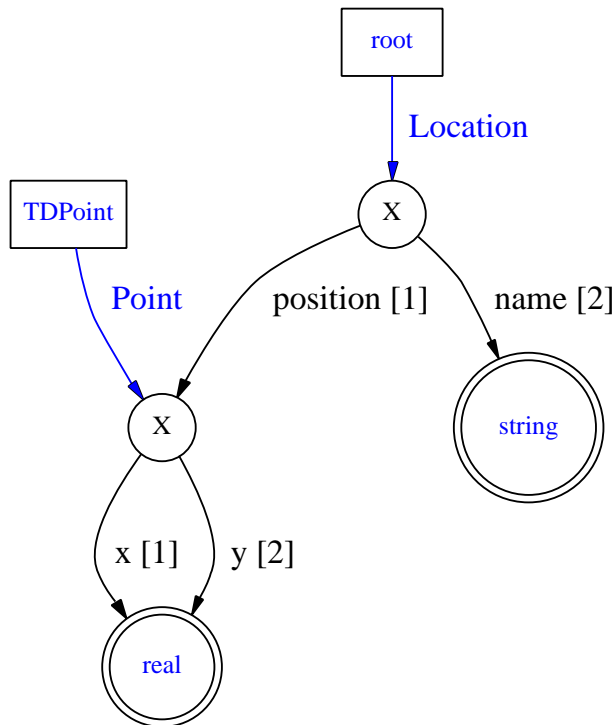 root
Location
TDPoint
X
Point
position [1]
name [2]
X
string
x [1]
y [2]
real